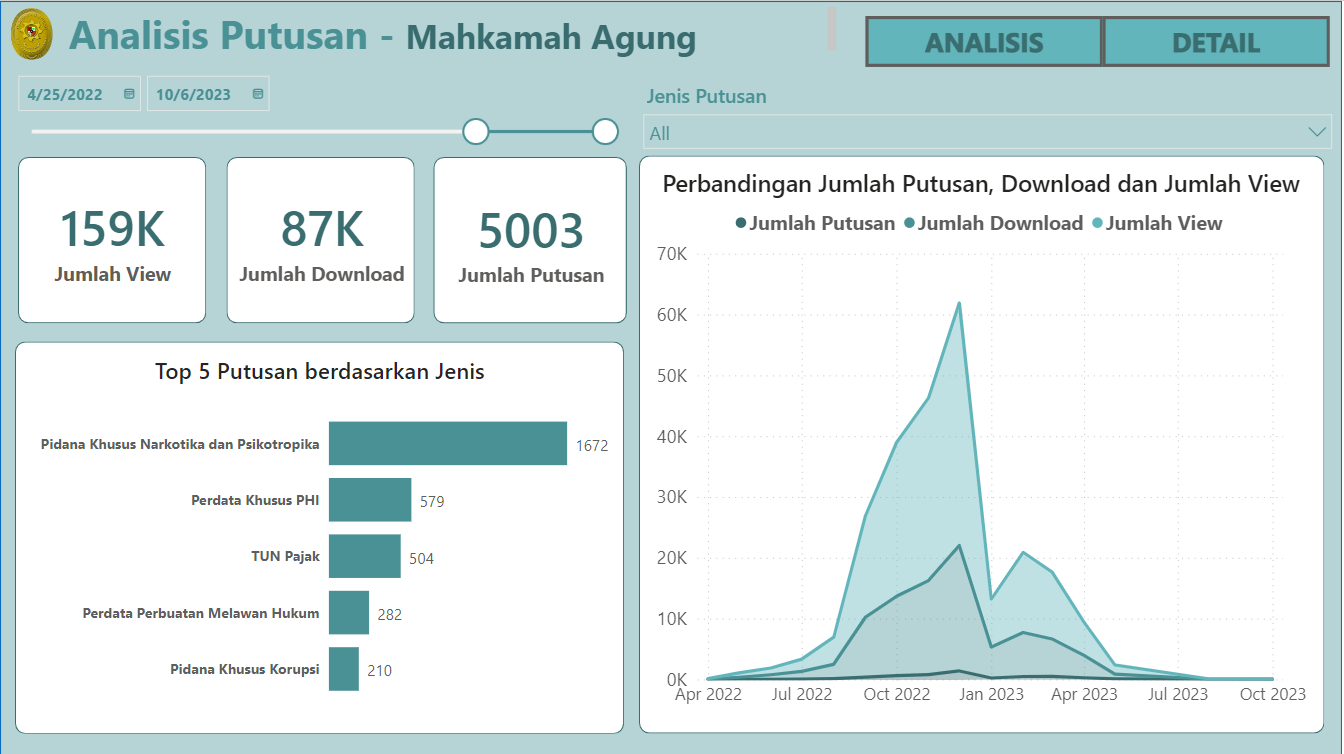 Analisis Putusan - Mahkamah Agung
ANALISIS
DETAIL
4/25/2022
10/6/2023
Jenis Putusan
All
159K
Jumlah View
87K
Jumlah Download
5003
Jumlah Putusan
Top 5 Putusan berdasarkan Jenis
Pidana Khusus Narkotika dan Psikotropika 1672
Perdata Khusus PHI 579
TUN Pajak 504
Perdata Perbuatan Melawan Hukum 282
Pidana Khusus Korupsi 210
Perbandingan Jumlah Putusan, Download dan Jumlah View
Jumlah Putusan Jumlah Download Jumlah View
70K
60K
50K
40K
30K
20K
10K
0K
Apr 2022 Jul 2022 Oct 2022 Jan 2023 Apr 2023 Jul 2023 Oct 2023